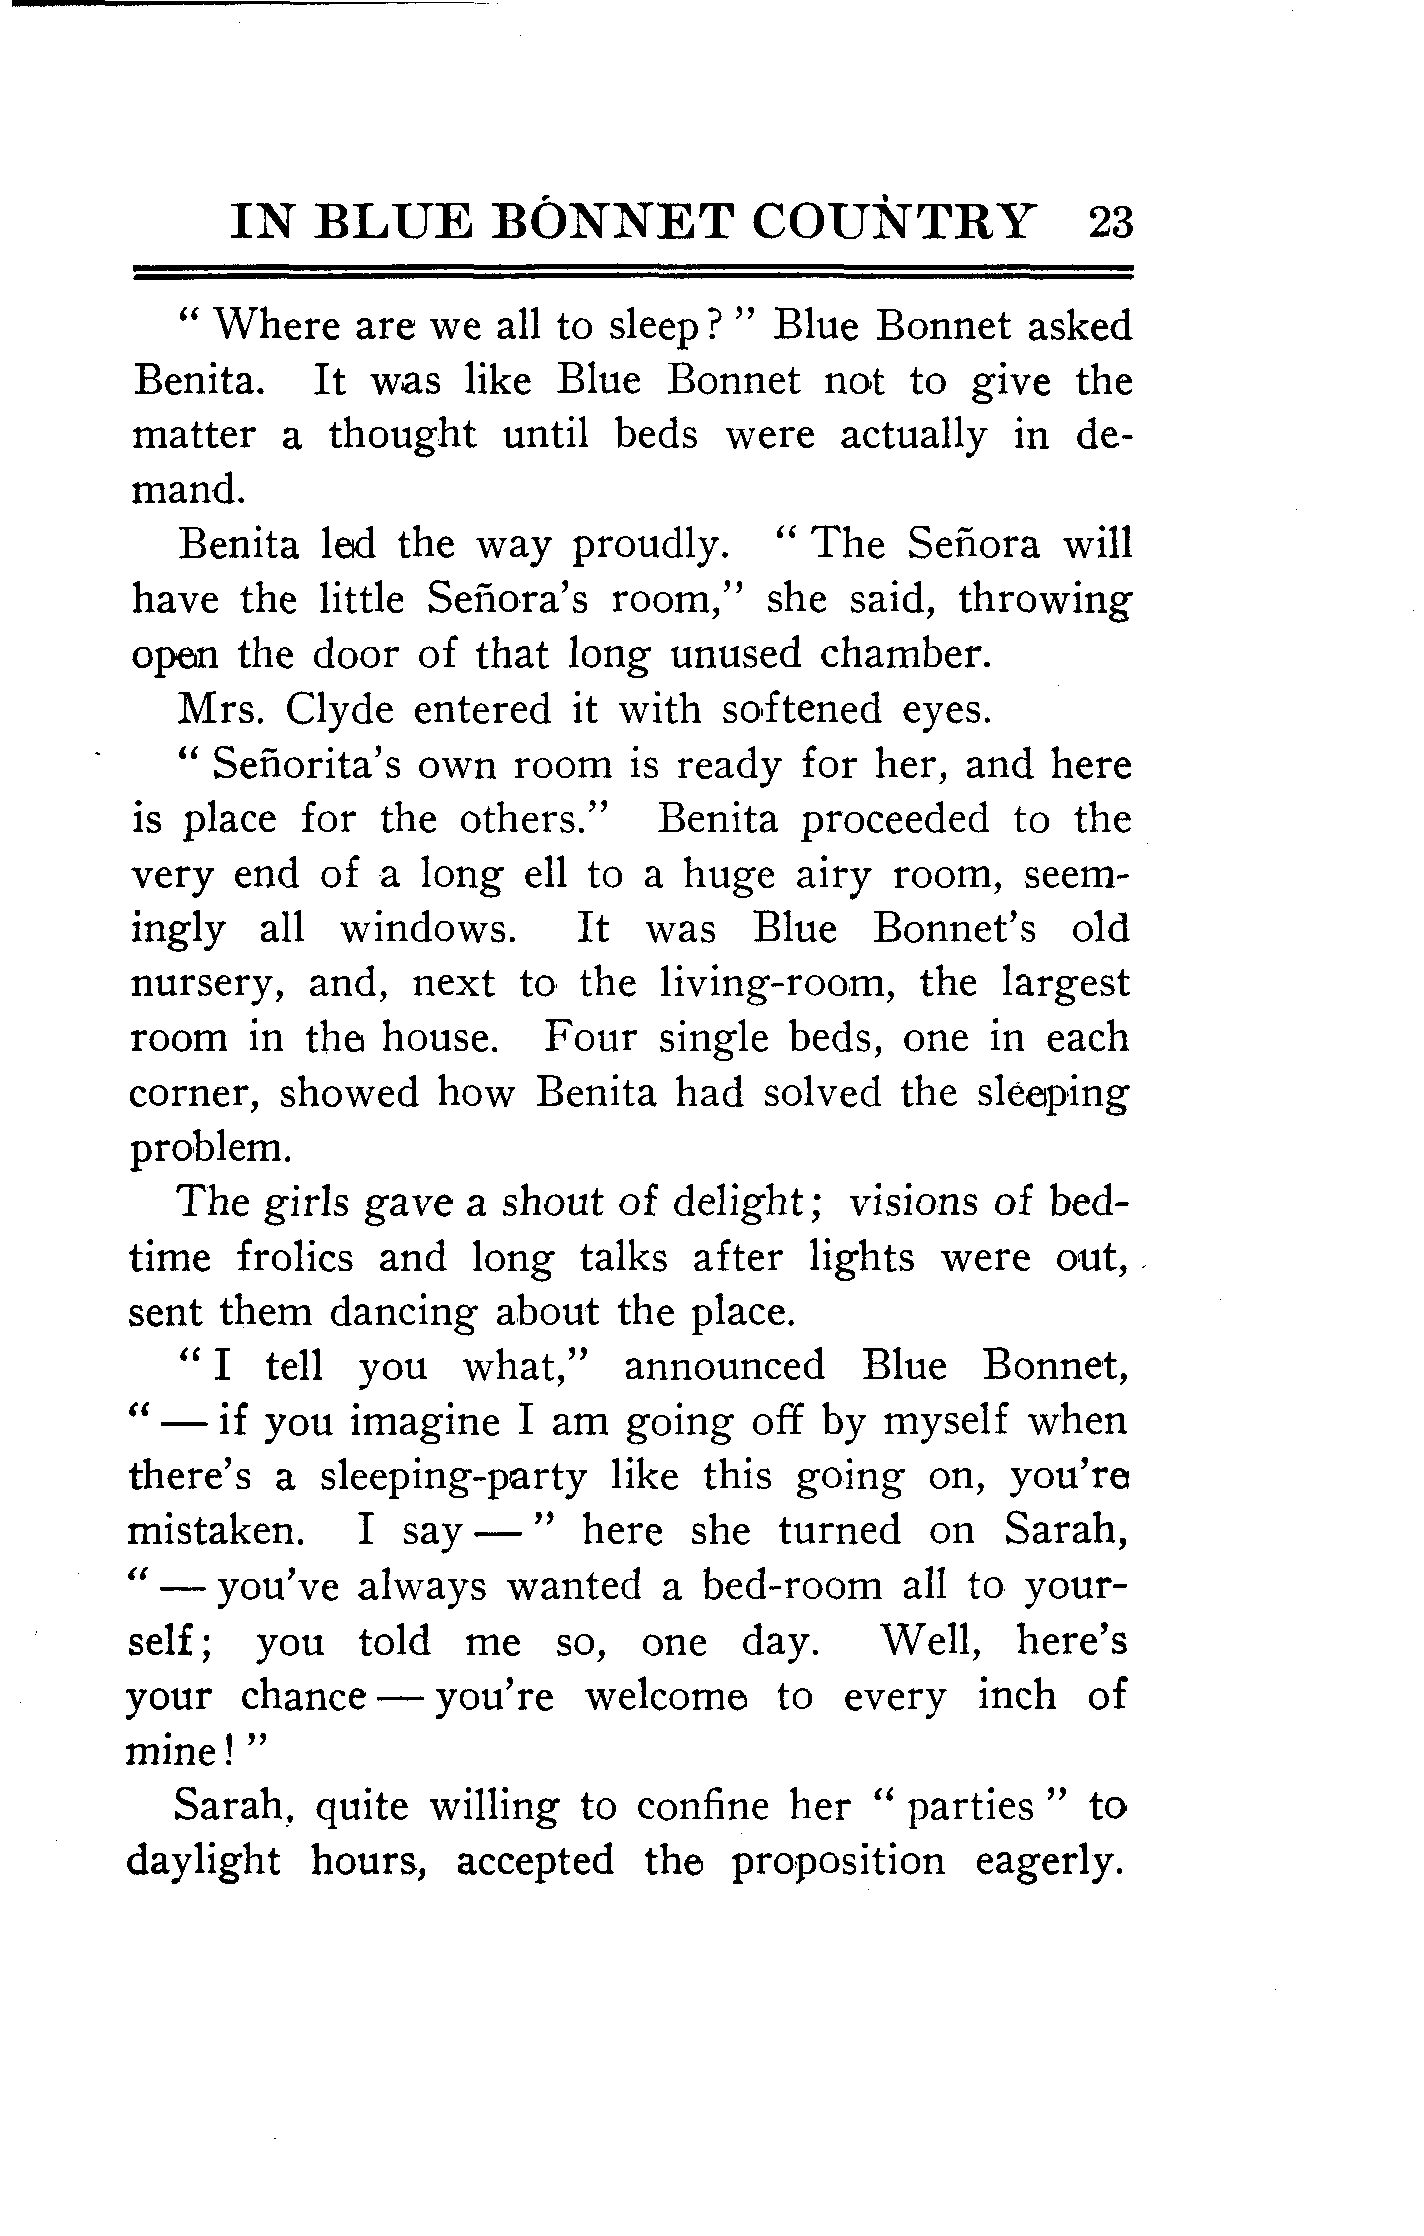 IN BLUE BONNET COUNTRY 23
" Where are we all to sleep? " Blue Bonnet asked
Benita. It was like Blue Bonnet not to give the
matter a thought until beds were actually in de-
mand.
Benita led the way proudly. " The Señora will
have the little Señora's room," she said, throwing
open the door of that long unused chamber.
Mrs. Clyde entered it with softened eyes.
" Señorita's own room is ready for her, and here
is place for the others." Benita proceeded to the
very end of a long ell to a huge airy room, seem-
ingly all windows. It was Blue Bonnet's old
nursery, and, next to the living-room, the largest
room in the house. Four single beds, one in each
corner, showed how Benita had solved the sleeping
problem.
The girls gave a shout of delight; visions of bed-
time frolics and long talks after lights were out,
sent them dancing about the place.
" I tell you what," announced Blue Bonnet,
" — if you imagine I am going off by myself when
there's a sleeping-party like this going on, you're
mistaken. I say — " here she turned on Sarah,
" — you've always wanted a bed-room all to your-
self; you told me so, one day. Well, here's
your chance — you're welcome to every inch of
mine! "
Sarah, quite willing to confine her " parties " to
daylight hours, accepted the proposition eagerly.